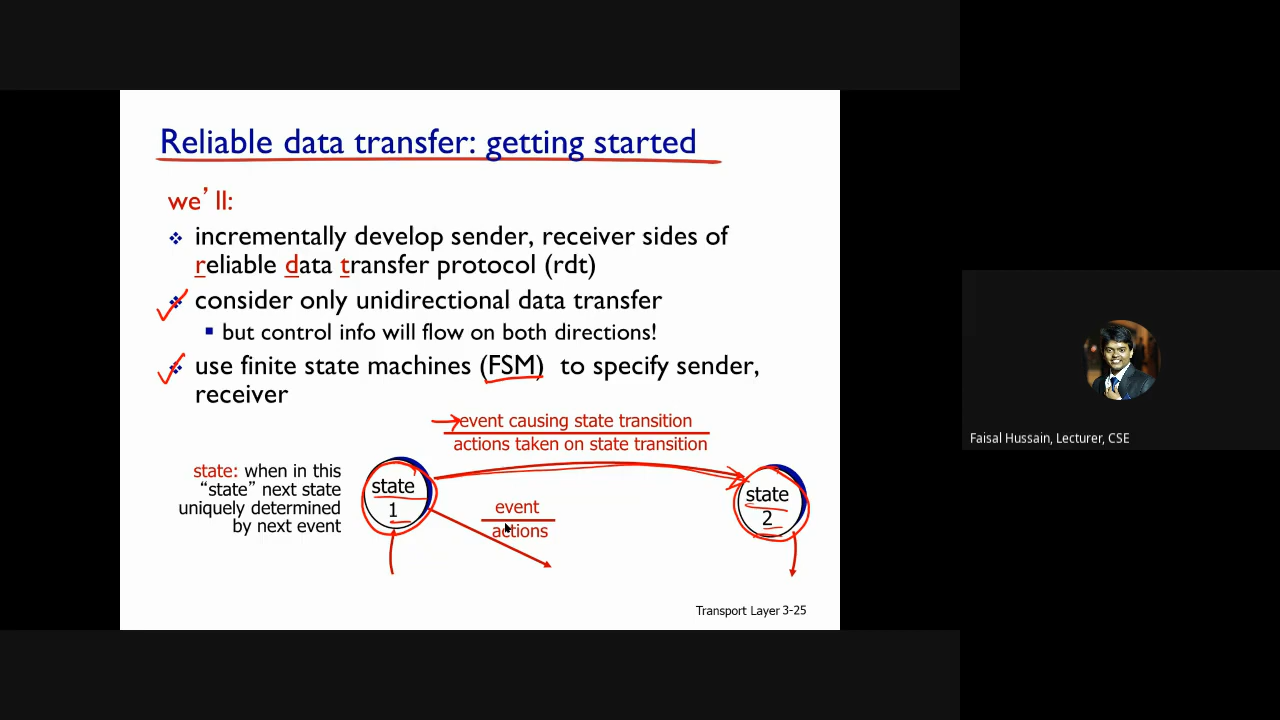 Reliable data transfer: getting started
we'll:
incrementally develop sender, receiver sides of
reliable data transfer protocol (rdt)
consider only unidirectional data transfer
but control info will flow on both directions!
use finite state machines (FSM) to specify sender,
receiver
event causing state transition
actions taken on state transition
state: when in this
“state” next state
uniquely determined
by next event
state
1
event
actions
state
2
Transport Layer 3-25
Faisal Hussain, Lecturer, CSE